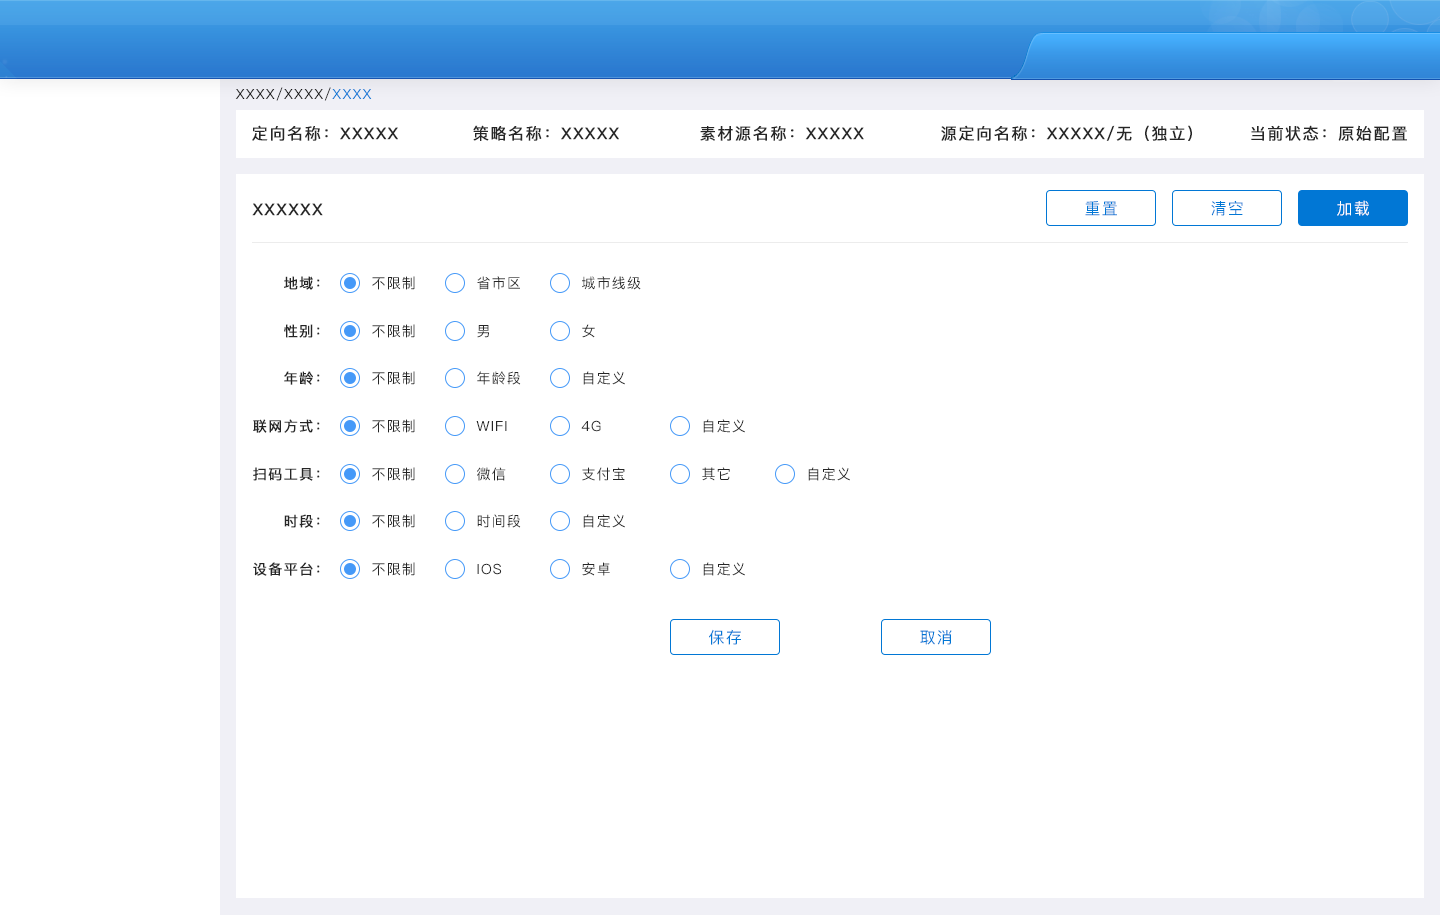 XXXX/XXXX/XXXX
定向名称：XXXXX 策略名称：XXXXX 素材源名称：XXXXX 源定向名称：XXXXX/无（独立） 当前状态：原始配置
XXXXXX 重置 清空 加载
地域： 不限制 省市区 城市线级
性别： 不限制 男 女
年龄： 不限制 年龄段 自定义
联网方式： 不限制 WIFI 4G 自定义
扫码工具： 不限制 微信 支付宝 其它 自定义
时段： 不限制 时间段 自定义
设备平台： 不限制 IOS 安卓 自定义
保存 取消